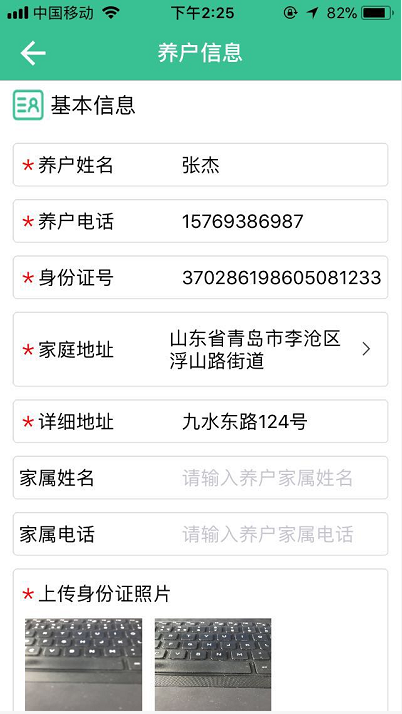 中国移动 下午2:25 82%
养户信息
基本信息
*养户姓名 张杰
*养户电话 15769386987
*身份证号 370286198605081233
*家庭地址 山东省青岛市李沧区
浮山路街道
*详细地址 九水东路124号
家属姓名 请输入养户家属姓名
家属电话 请输入养户家属电话
*上传身份证照片